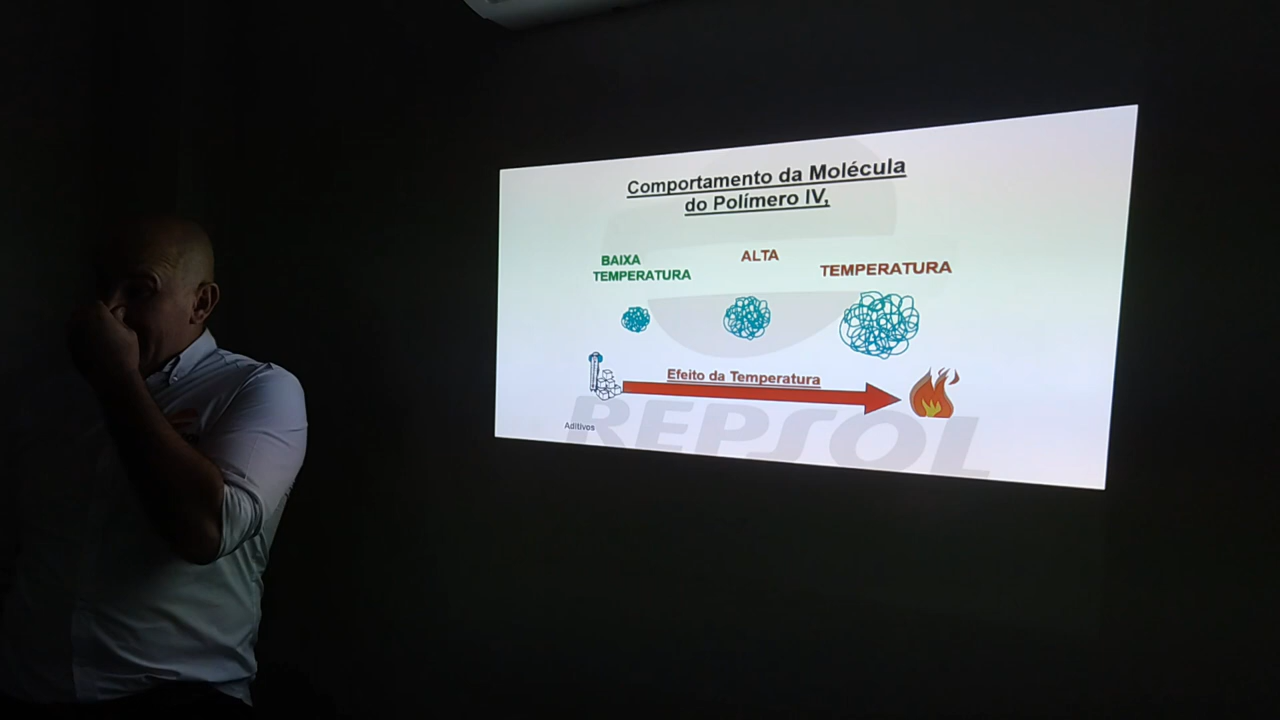 Comportamento da Molécula
do Polímero IV,
BAIXA
TEMPERATURA
ALTA
TEMPERATURA
Efeito da Temperatura
Aditivos
REPSOL